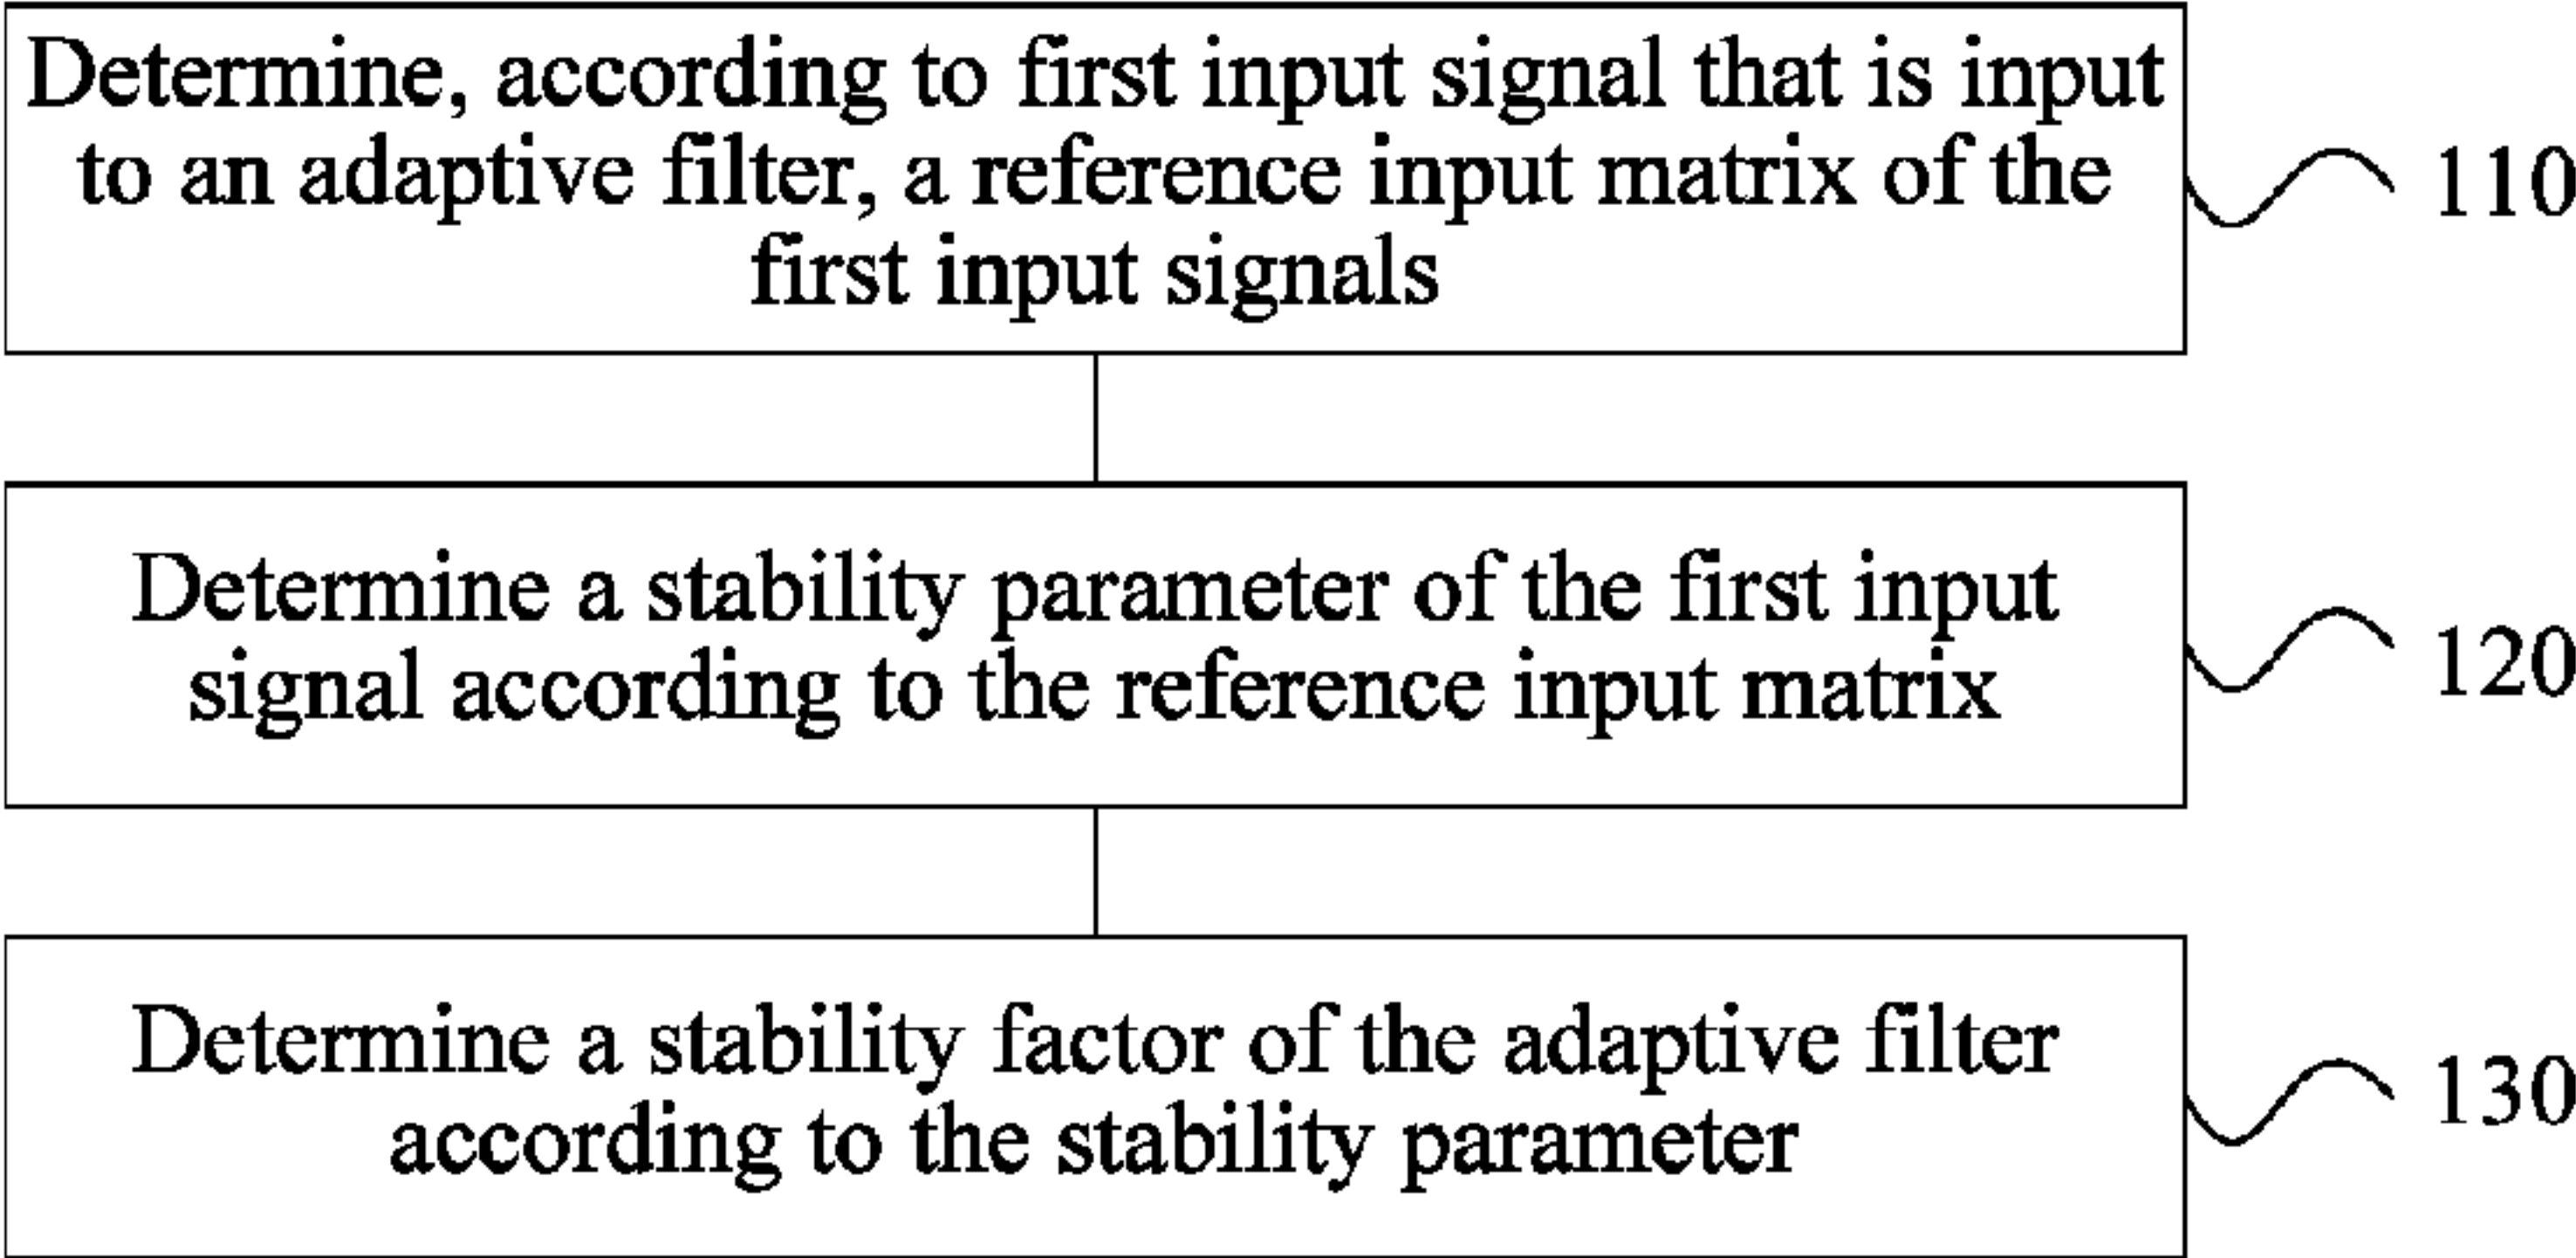 Determine, according to first input signal that is input
to an adaptive filter, a reference input matrix of the
first input signals
110
Determine a stability parameter of the first input
signal according to the reference input matrix
120
Determine a stability factor of the adaptive filter
according to the stability parameter
130